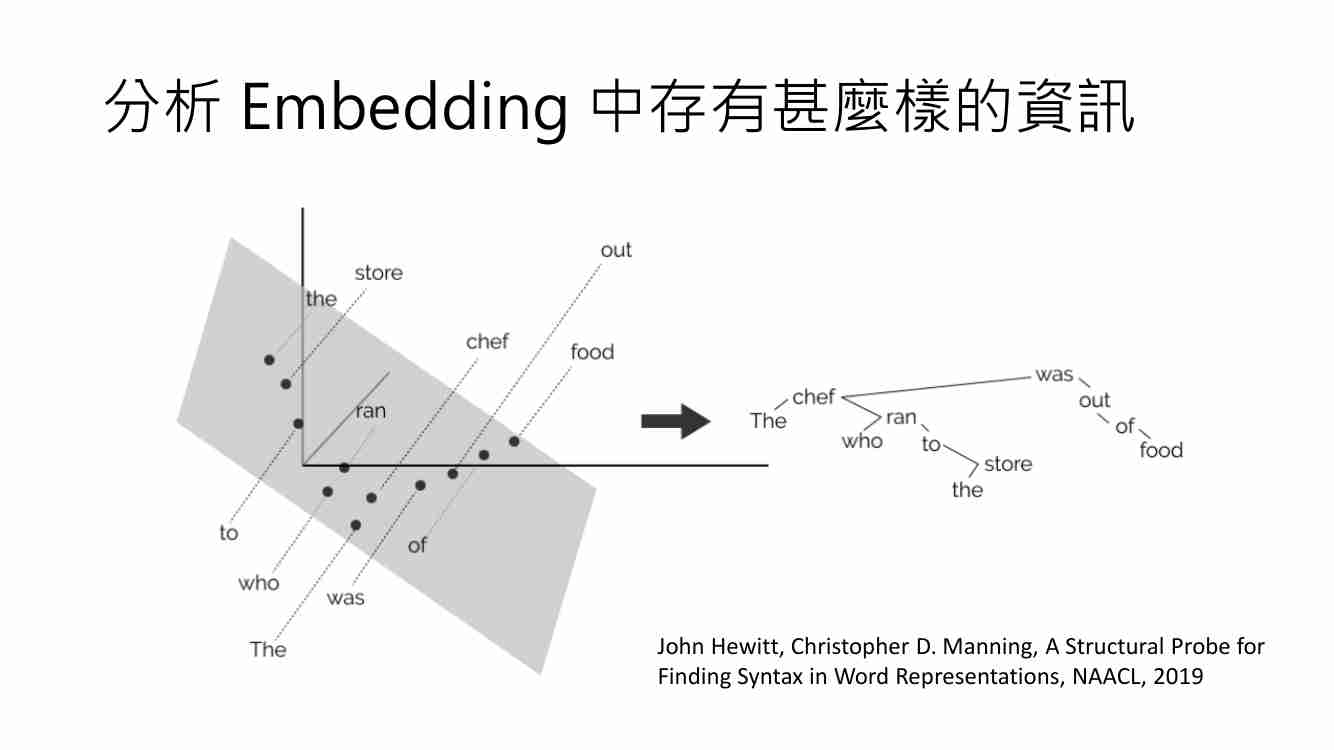 分析 Embedding 中存有甚麼樣的資訊
out
store
the
chef
food
ran
to
of
who
was
The
was
chef
out
The
ran
of
who
to
food
store
the
John Hewitt, Christopher D. Manning, A Structural Probe for
Finding Syntax in Word Representations, NAACL, 2019